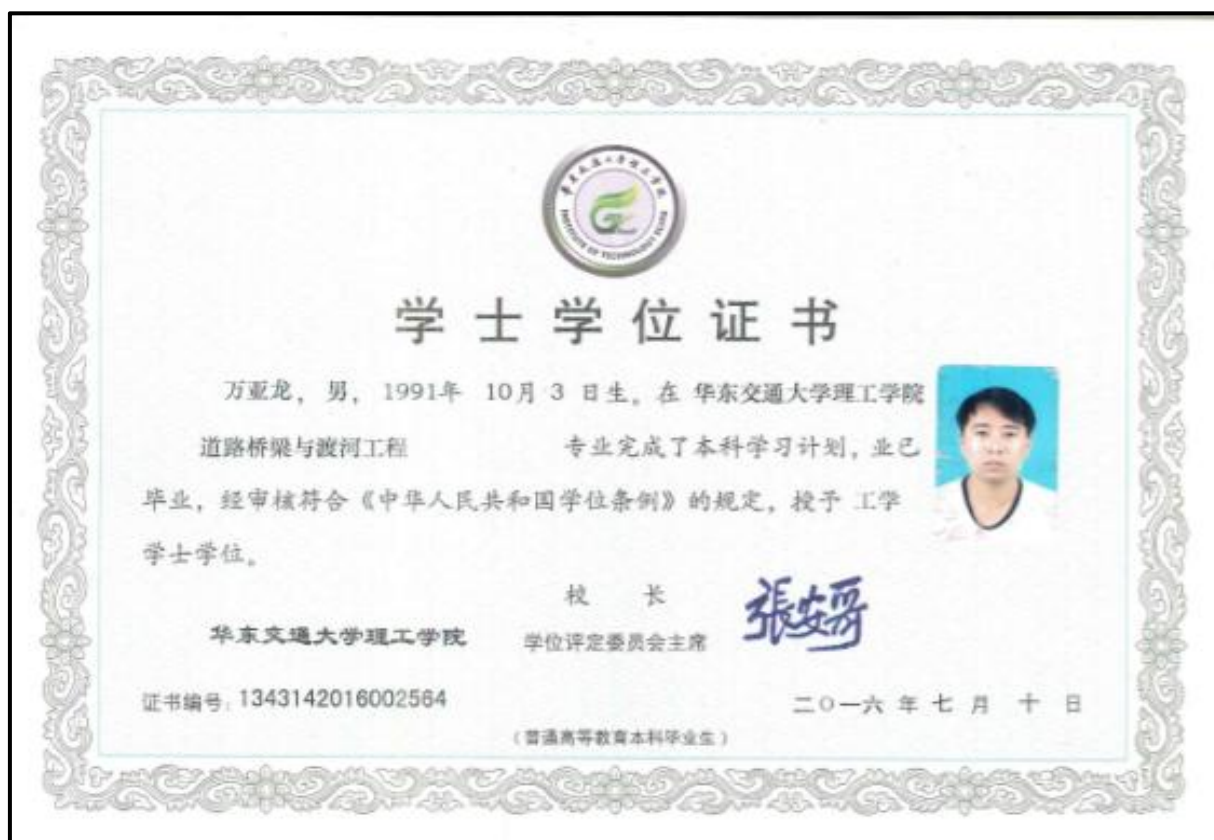 INSTITUTE OF TECHNOLOGY
学士学位证书
万亚龙，男，1991年 10月 3 日生。在 华东交通大学理工学院
道路桥梁与渡河工程 专业完成了本科学习计划，业已
毕业，经审核符合《中华人民共和国学位条例》的规定，授予 工学
学士学位。
校 长
华东交通大学理工学院 学位评定委员会主席
证书编号：1343142016002564 二〇一六 年 七 月 十 日
（普通高等教育本科毕业生）